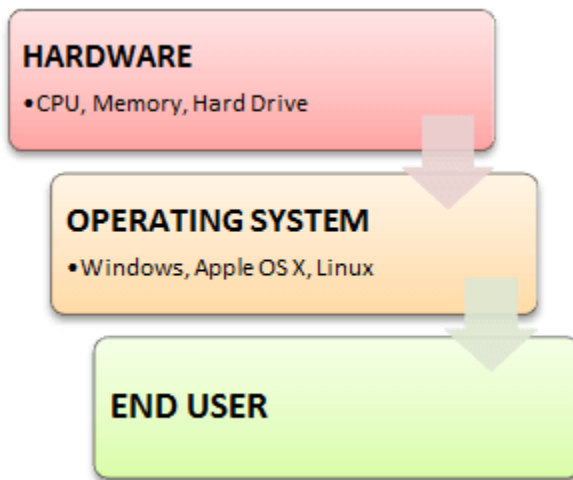 HARDWARE
•CPU, Memory, Hard Drive
OPERATING SYSTEM
•Windows, Apple OS X, Linux
END USER